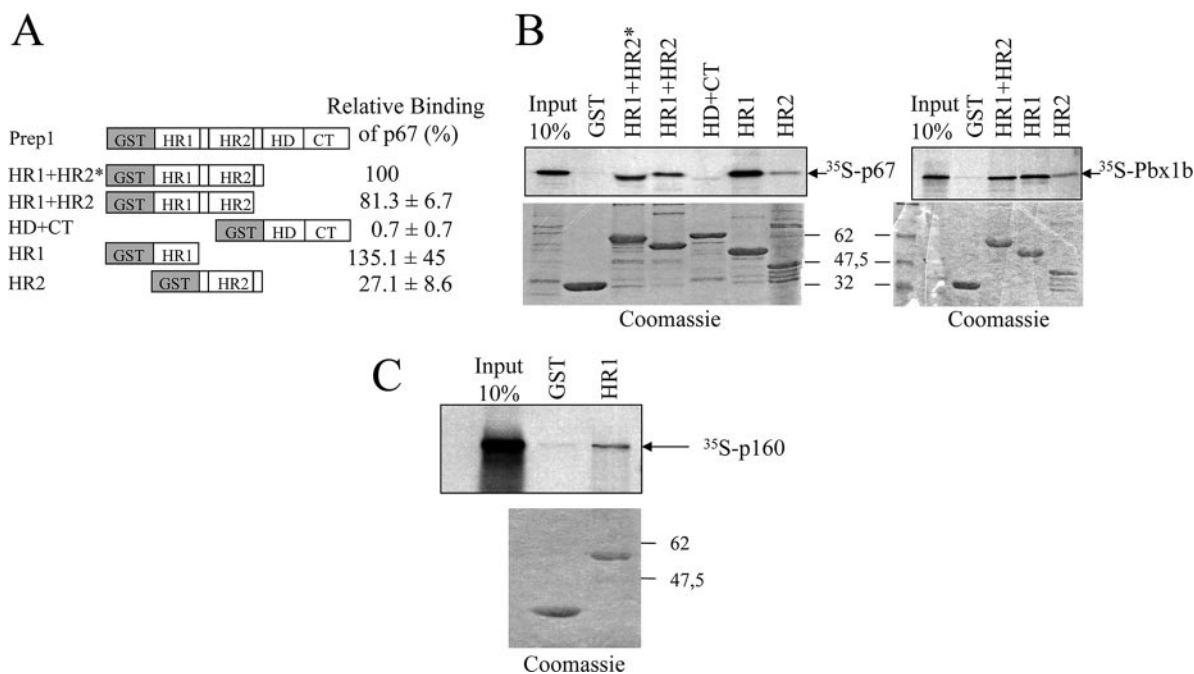 A
Relative Binding
of p67 (%)
Prep1 GST HR1 HR2 HD CT
HR1+HR2* GST HR1 HR2 100
HR1+HR2 GST HR1 HR2 81.3 ± 6.7
HD+CT GST HD CT 0.7 ± 0.7
HR1 GST HR1 135.1 ± 45
HR2 GST HR2 27.1 ± 8.6
B
Input
10%
GST
HR1+HR2*
HR1+HR2
HD+CT
HR1
HR2
35S-p67
62
47,5
32
Coomassie
Input
10%
GST
HR1+HR2
HR1
HR2
35S-Pbx1b
Coomassie
C
Input
10%
GST
HR1
35S-p160
62
47,5
Coomassie